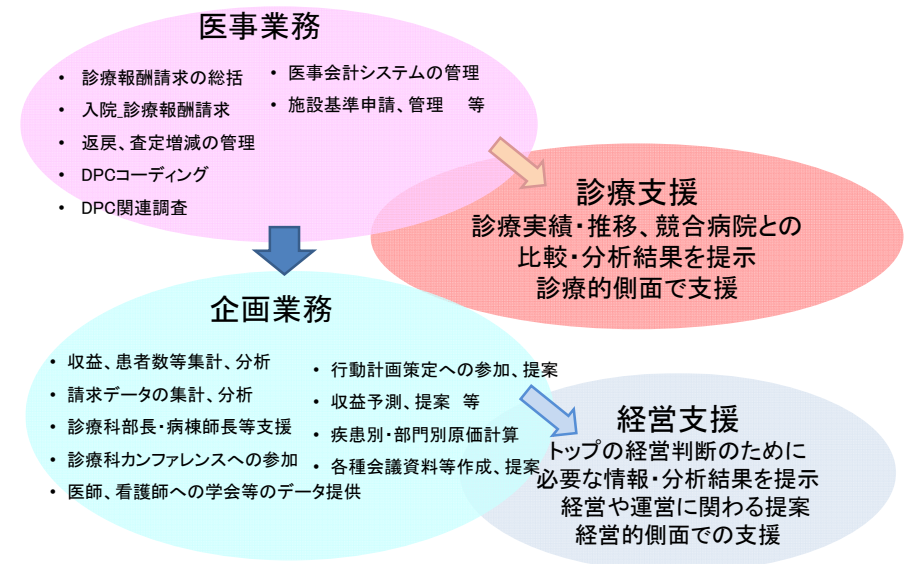 医事業務
• 診療報酬請求の総括
• 入院_診療報酬請求
• 返戻、査定増減の管理
• DPCコーディング
• DPC関連調査
• 医事会計システムの管理
• 施設基準申請、管理　等
診療支援
診療実績・推移、競合病院との
比較・分析結果を提示
診療的側面で支援
企画業務
• 収益、患者数等集計、分析
• 請求データの集計、分析
• 診療科部長・病棟師長等支援
• 診療科カンファレンスへの参加
• 医師、看護師への学会等のデータ提供
• 行動計画策定への参加、提案
• 収益予測、提案　等
• 疾患別・部門別原価計算
• 各種会議資料等作成、提案
経営支援
トップの経営判断のために
必要な情報・分析結果を提示
経営や運営に関わる提案
経営的側面での支援